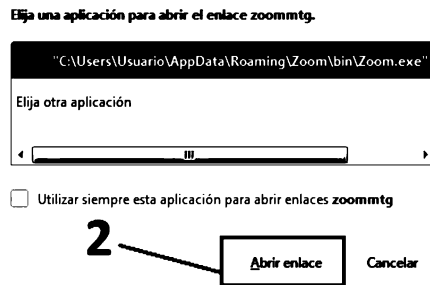 Elija una aplicación para abrir el enlace zoommtg.
"C:\Users\Usuario\AppData\Roaming\Zoom\bin\Zoom.exe"
Elija otra aplicación
Utilizar siempre esta aplicación para abrir enlaces zoommtg
2
Abrir enlace Cancelar